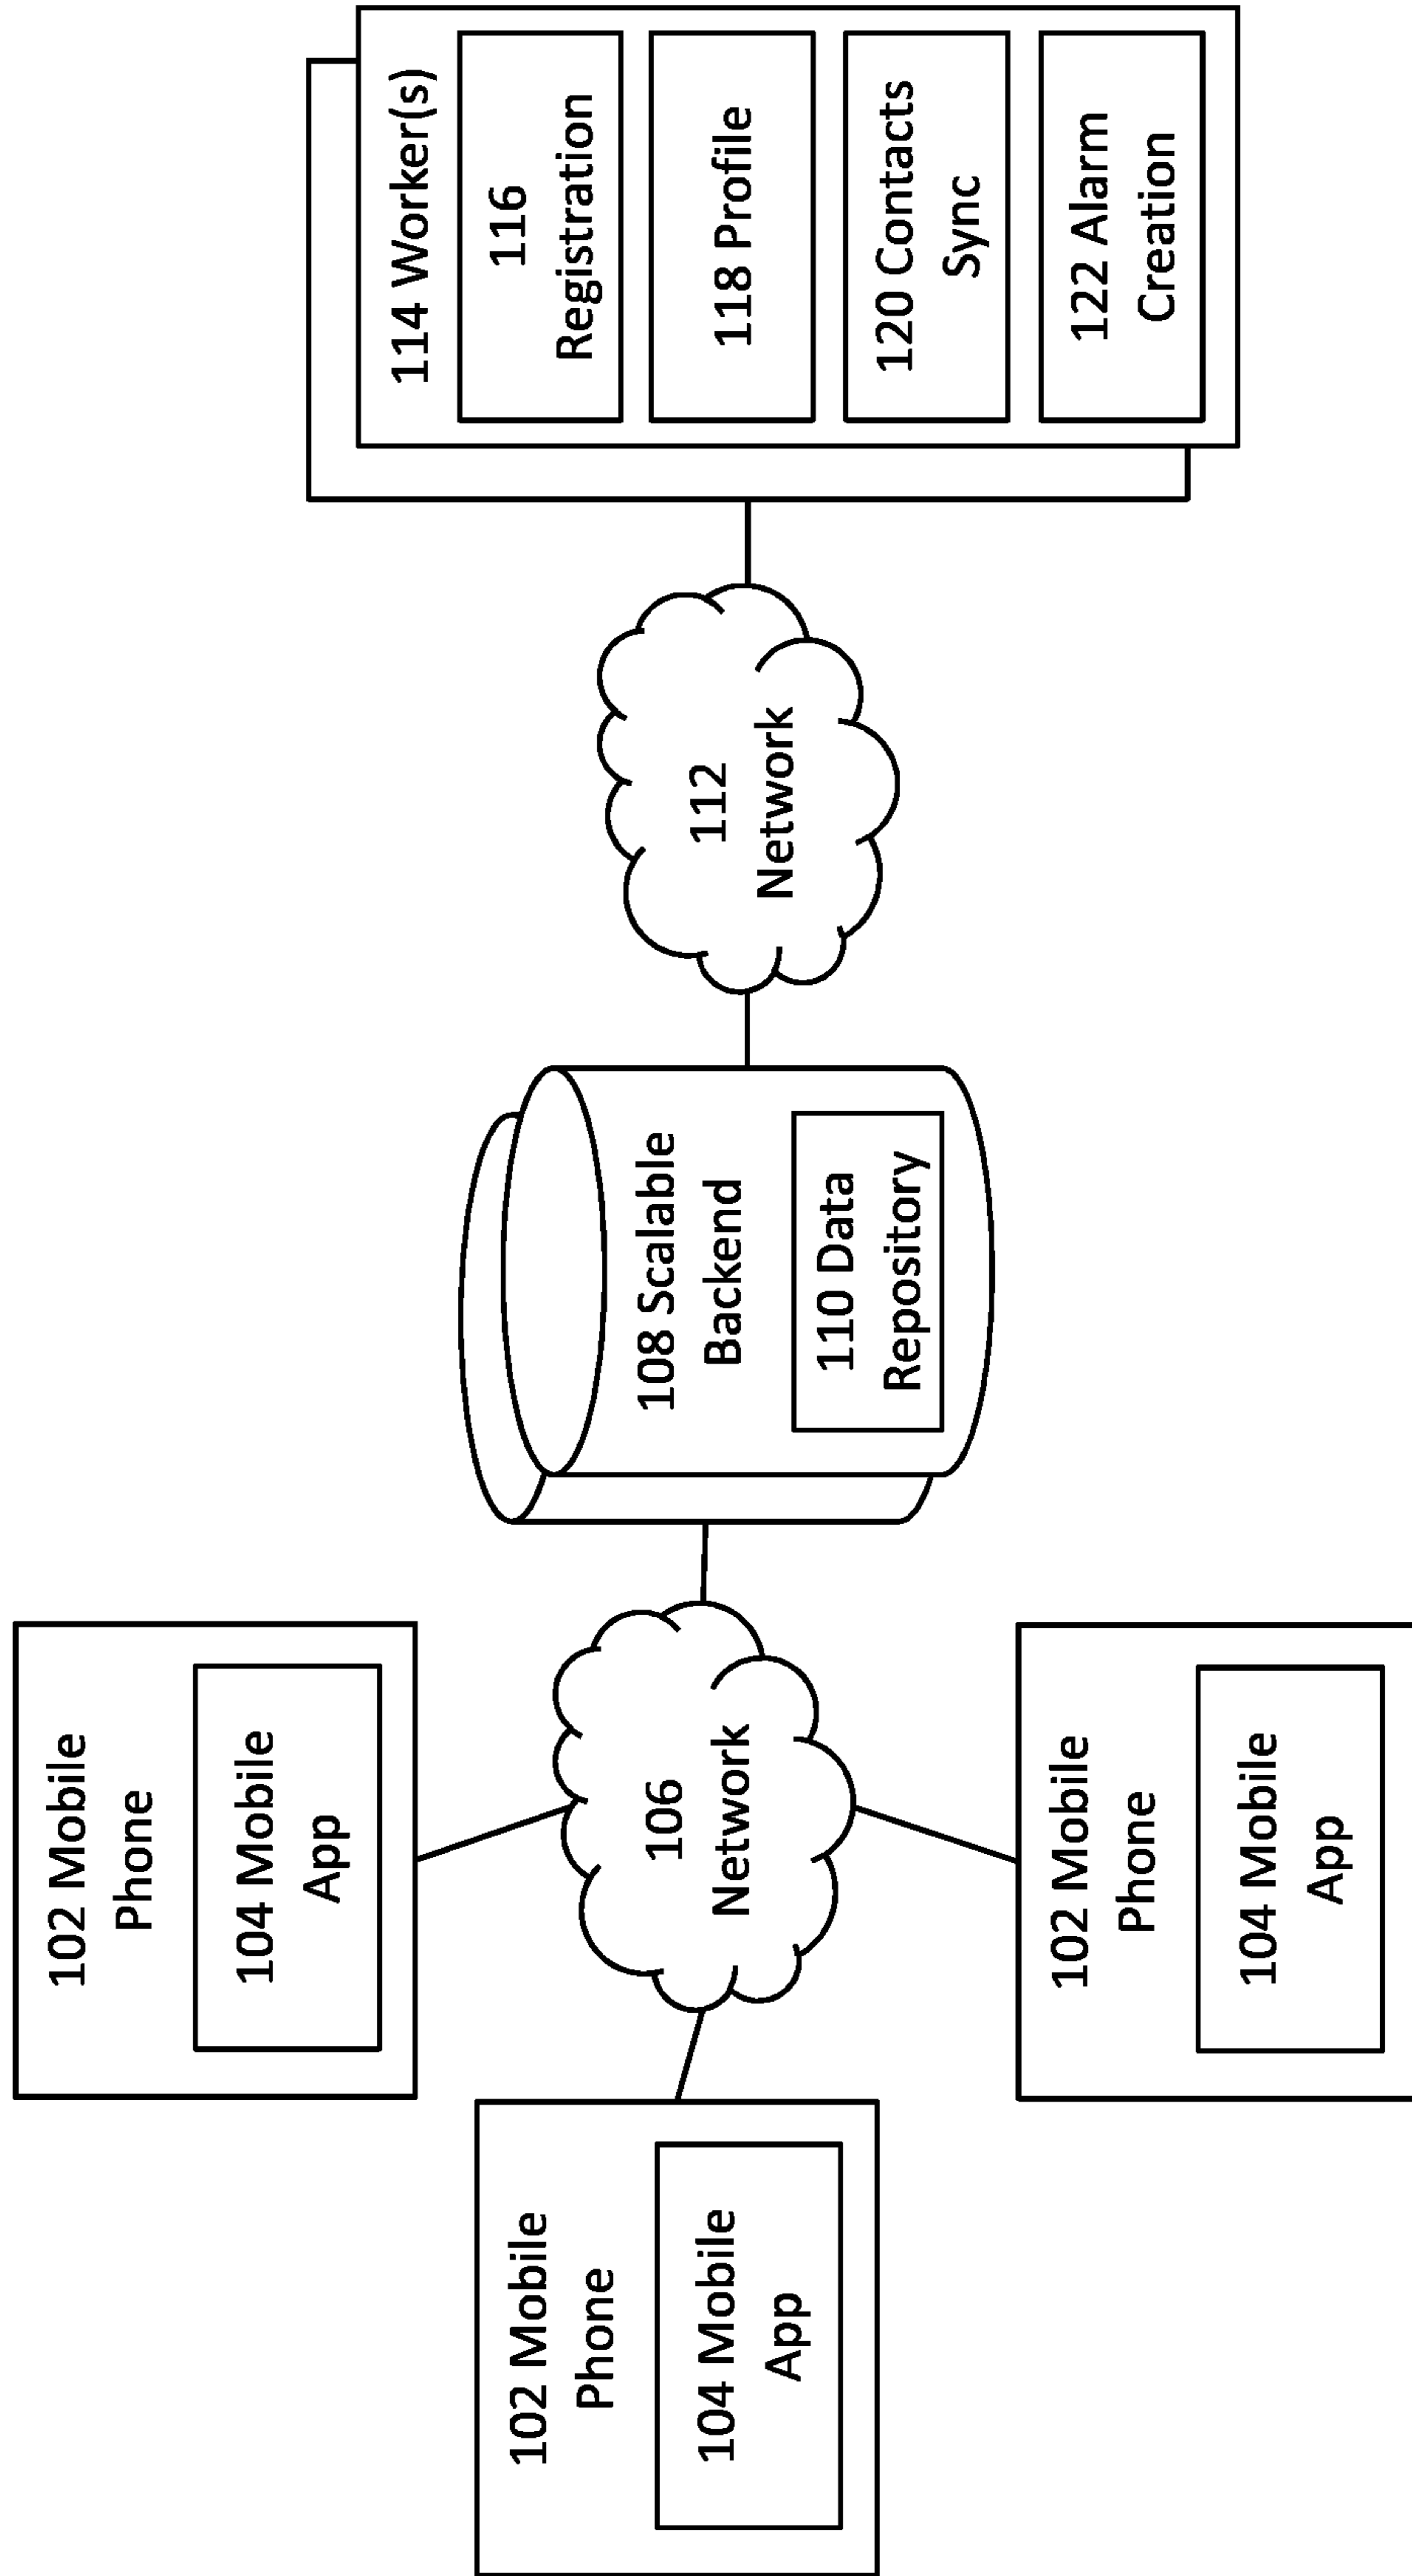 102 Mobile
Phone
104 Mobile
App
102 Mobile
Phone
104 Mobile
App
102 Mobile
Phone
104 Mobile
App
106
Network
108 Scalable
Backend
110 Data
Repository
112
Network
114 Worker(s)
116
Registration
118 Profile
120 Contacts
Sync
122 Alarm
Creation